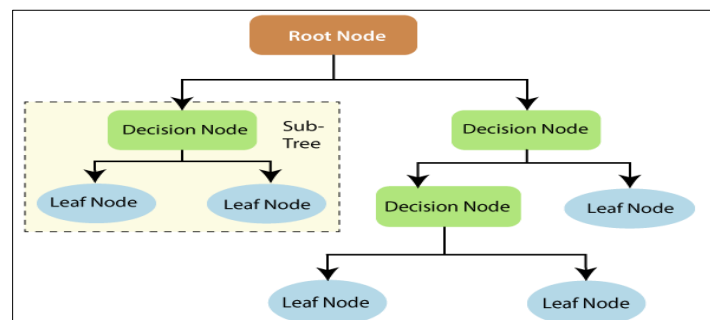 Root Node
Decision Node
Sub-
Tree
Decision Node
Leaf Node
Leaf Node
Decision Node
Leaf Node
Leaf Node
Leaf Node